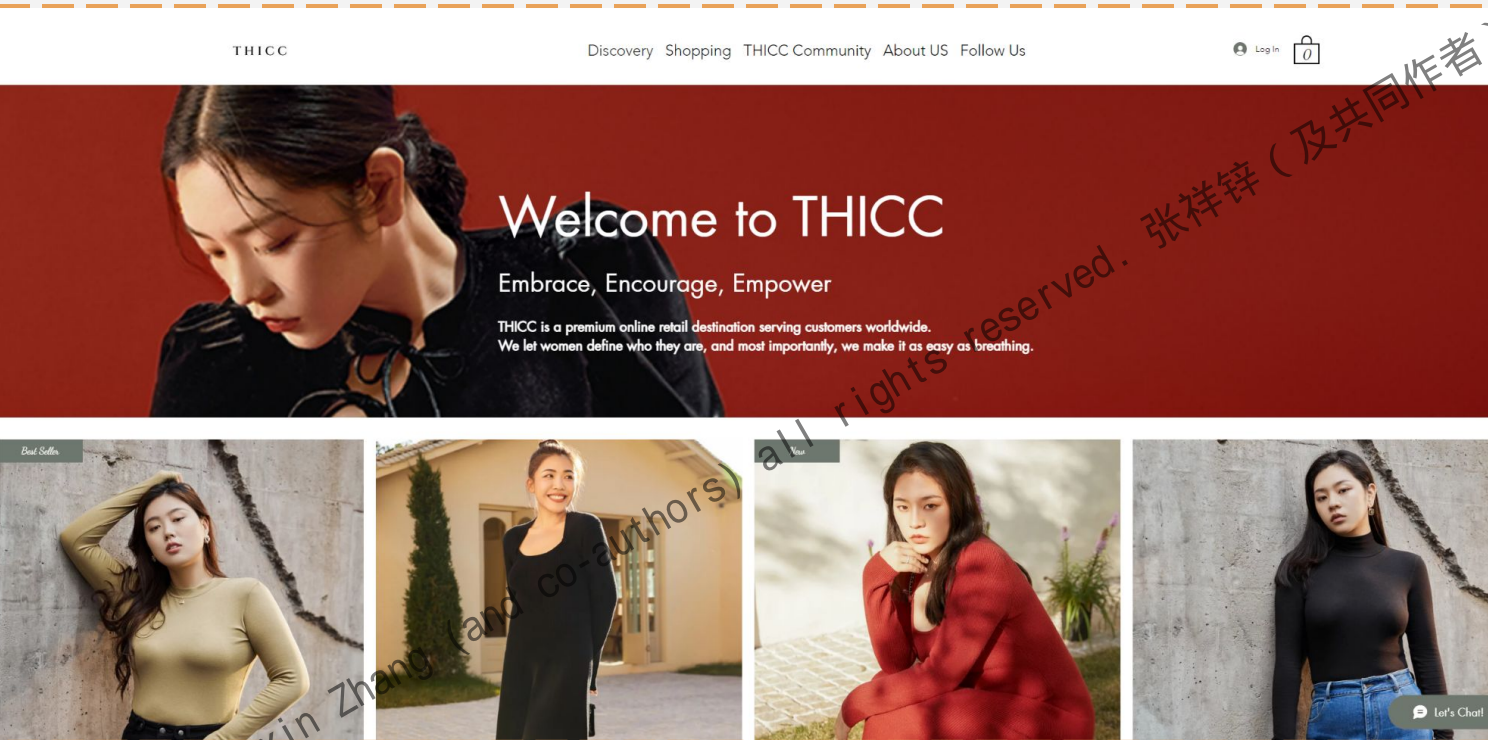 THICC
Discovery Shopping THICC Community About US Follow Us
Log In
0
Welcome to THICC
Embrace, Encourage, Empower
THICC is a premium online retail destination serving customers worldwide.
We let women define who they are, and most importantly, we make it as easy as breathing.
Best Seller
New
Let's Chat!
Zhang (and co-authors) all rights reserved. 张祥锌（及共同作者